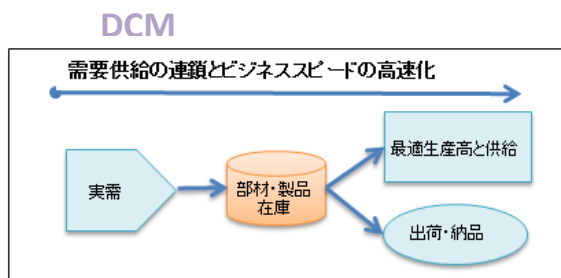 DCM
需要供給の連鎖とビジネススピードの高速化
実需
部材・製品
在庫
最適生産高と供給
出荷・納品